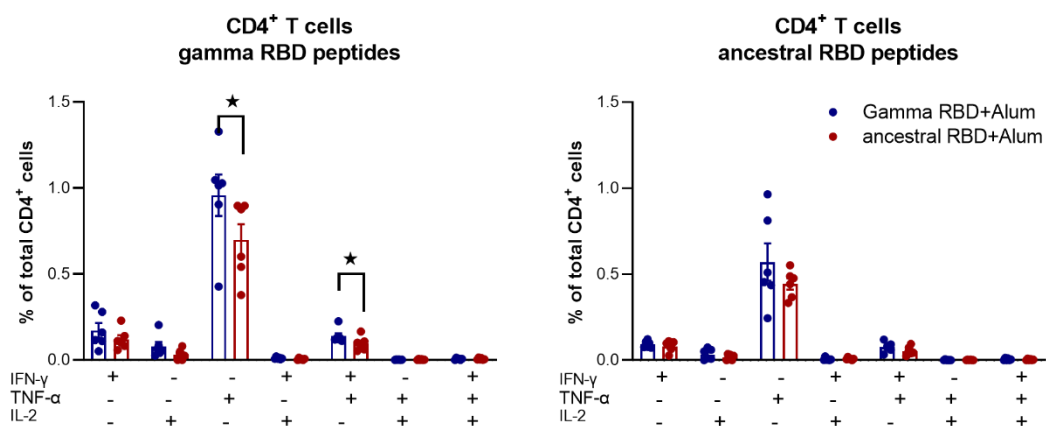 CD4⁺ T cells
gamma RBD peptides
% of total CD4⁺ cells
1.5
1.0
0.5
0.0
★
★
IFN-γ + - - + + - +
TNF-α - - + - + + +
IL-2 - + - + - + +
CD4⁺ T cells
ancestral RBD peptides
Gamma RBD+Alum
ancestral RBD+Alum
% of total CD4⁺ cells
1.5
1.0
0.5
0.0
IFN-γ + - - + + - +
TNF-α - - + - + + +
IL-2 - + - + - + +